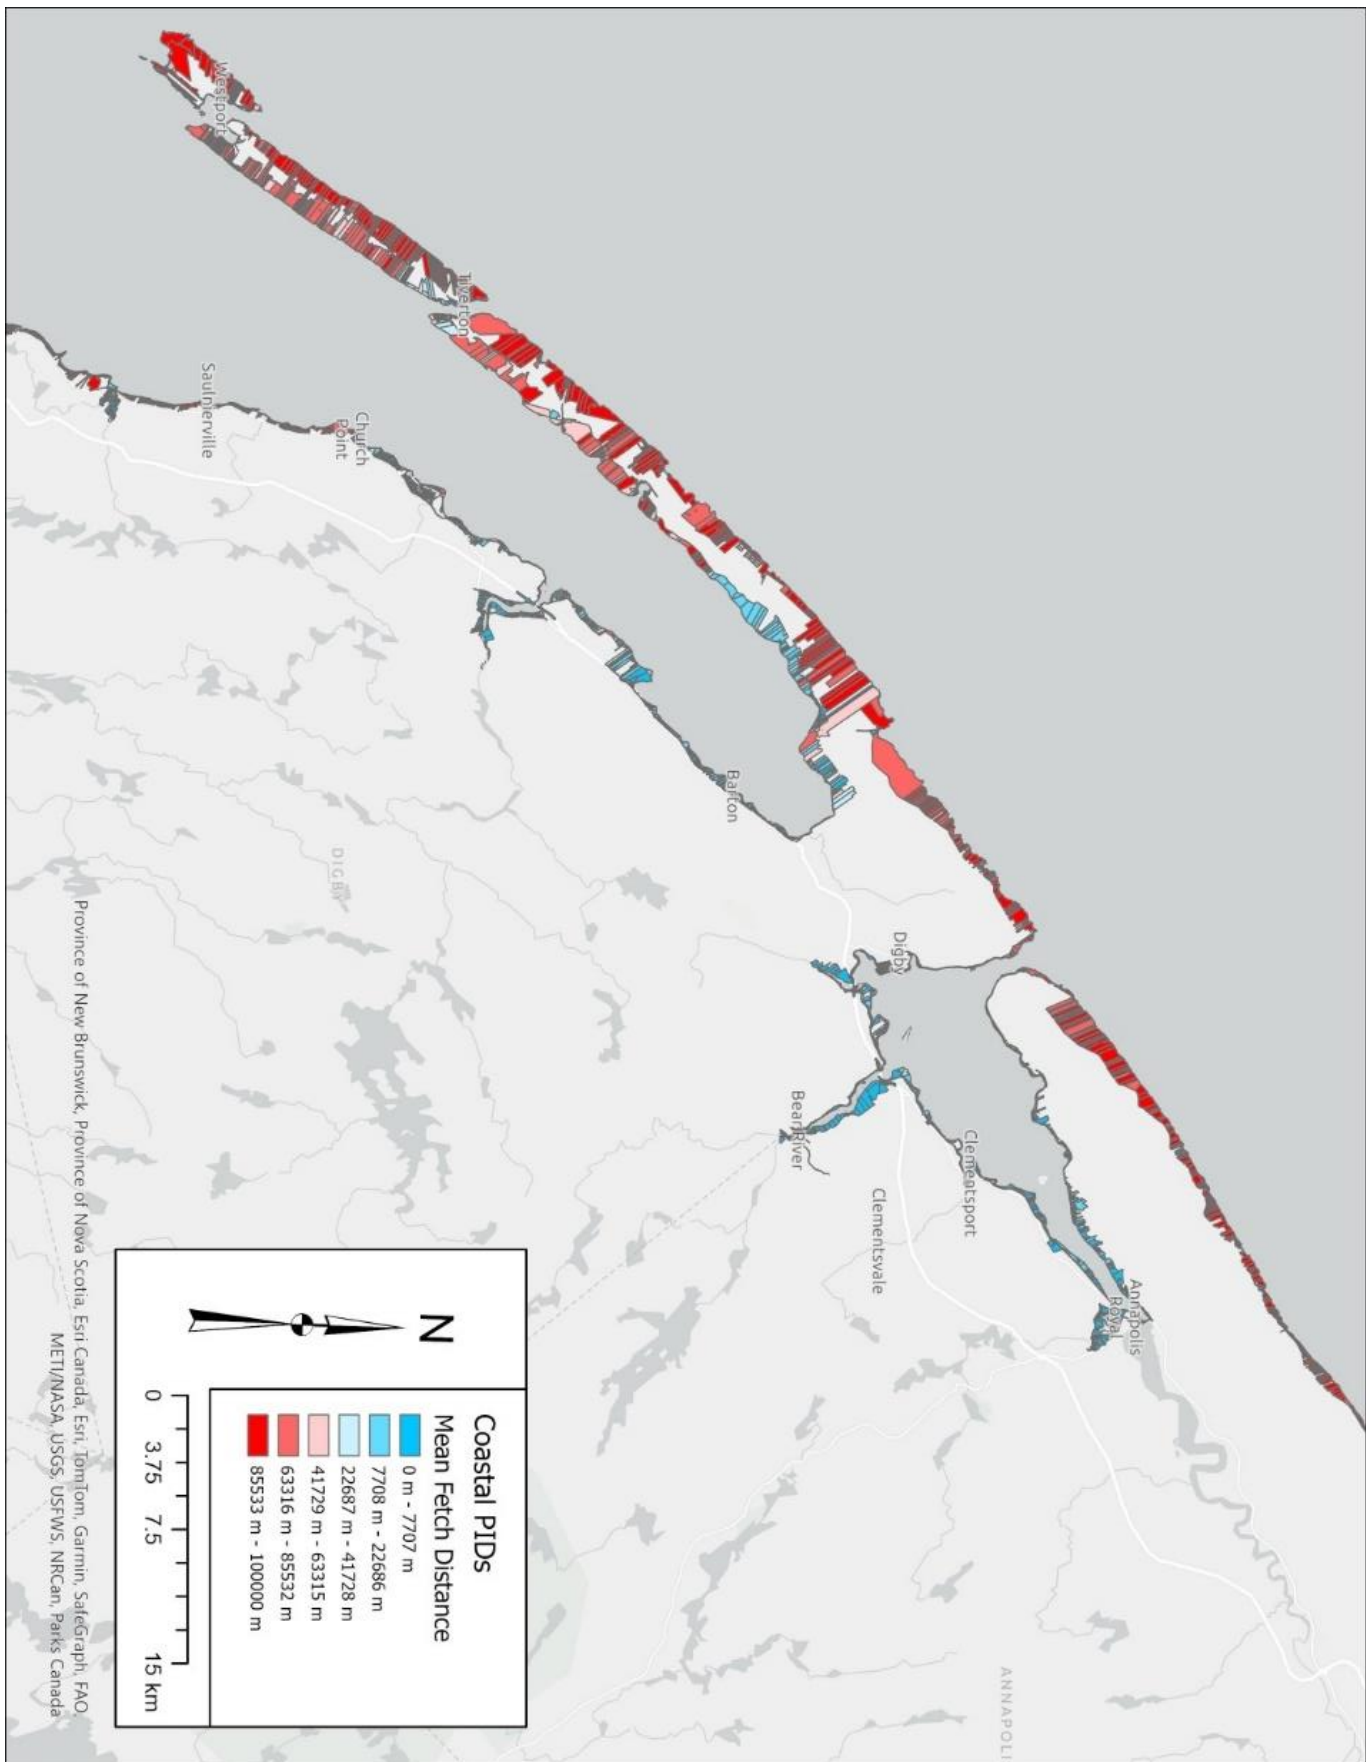 Westport
Tiverton
Saulnierville
Church
Point
Barton
DIGBY
Digby
Bear River
Clementsport
Clementsvale
Annapolis
Royal
ANNAPOLI
N
0 3.75 7.5 15 km
Coastal PIDs
Mean Fetch Distance
0 m - 7707 m
7708 m - 22686 m
22687 m - 41728 m
41729 m - 63315 m
63316 m - 85532 m
85533 m - 100000 m
Province of New Brunswick, Province of Nova Scotia, Esri Canada, Esri, TomTom, Garmin, SafeGraph, FAO,
METI/NASA, USGS, USFWS, NRCan, Parks Canada